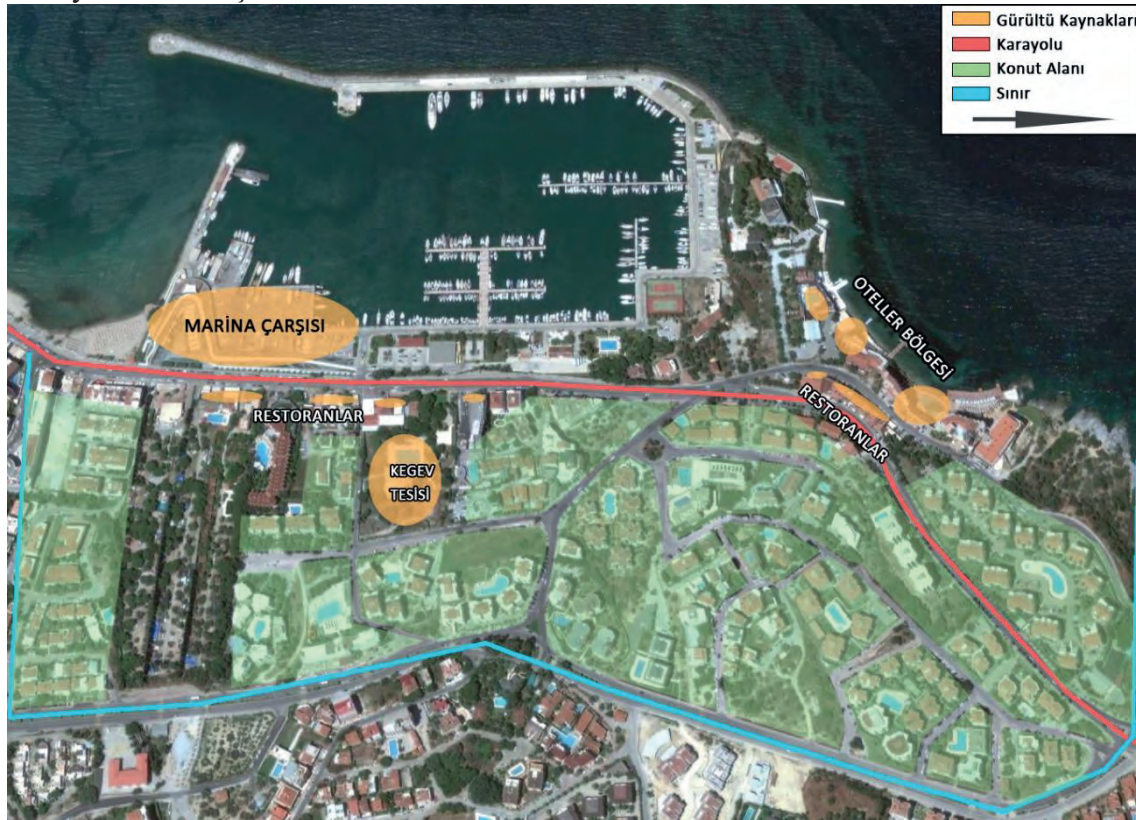 Gürültü Kaynakları
Karayolu
Konut Alanı
Sınır
MARİNA ÇARŞISI
OTELLER BÖLGESİ
RESTORANLAR
RESTORANLAR
KEGEV
TESİSİ